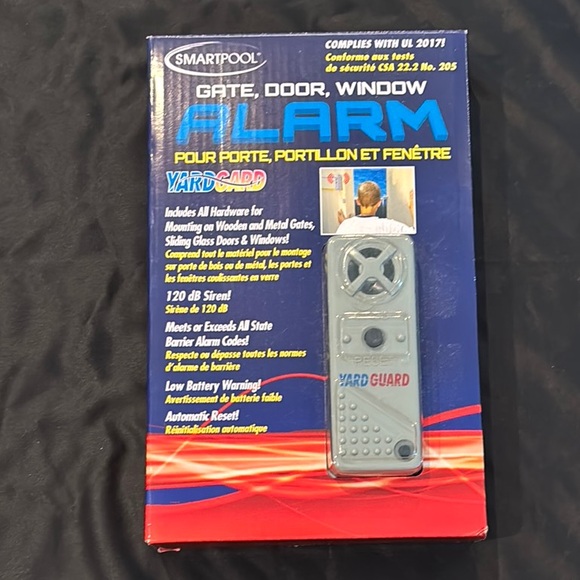 SMARTPOOL
COMPLIES WITH UL 2017!
Conforme aux tests
de sécurité CSA 22.2 No. 205
GATE, DOOR, WINDOW
ALARM
POUR PORTE, PORTILLON ET FENÉTRE
YARDGARD
Includes All Hardware for
Mounting on Wooden and Metal Gates,
Sliding Glass Doors & Windows!
Comprend tout le matériel pour le montage
sur porte de bois ou de métal, les portes et
les fenêtres coulissantes en verre
120 dB Siren!
Sirène de 120 dB
Meets or Exceeds All State
Barrier Alarm Codes!
Respecte ou dépasse toutes les normes
d'alarme de barrière
Low Battery Warning!
Avertissement de batterie faible
Automatic Reset!
Réinitialisation automatique
YARD GUARD